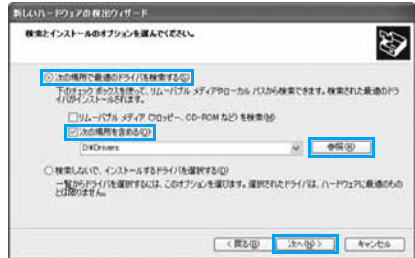 新しいハードウェアの検出ウィザード
検索とインストールのオプションを選んでください。
次の場所で最適のドライバを検索する(S)
下のチェック ボックスを使って、リムーバブル メディアやローカル パスから検索できます。検索された最適のドラ
イバがインストールされます。
リムーバブル メディア (フロッピー、CD-ROM など) を検索(M)
次の場所を含める(O):
D¥Drivers
参照(R)
検索しないで、インストールするドライバを選択する(D)
一覧からドライバを選択するには、このオプションを選びます。選択されたドライバは、ハードウェアに最適のもの
とは限りません。
< 戻る(B)
次へ(N) >
キャンセル